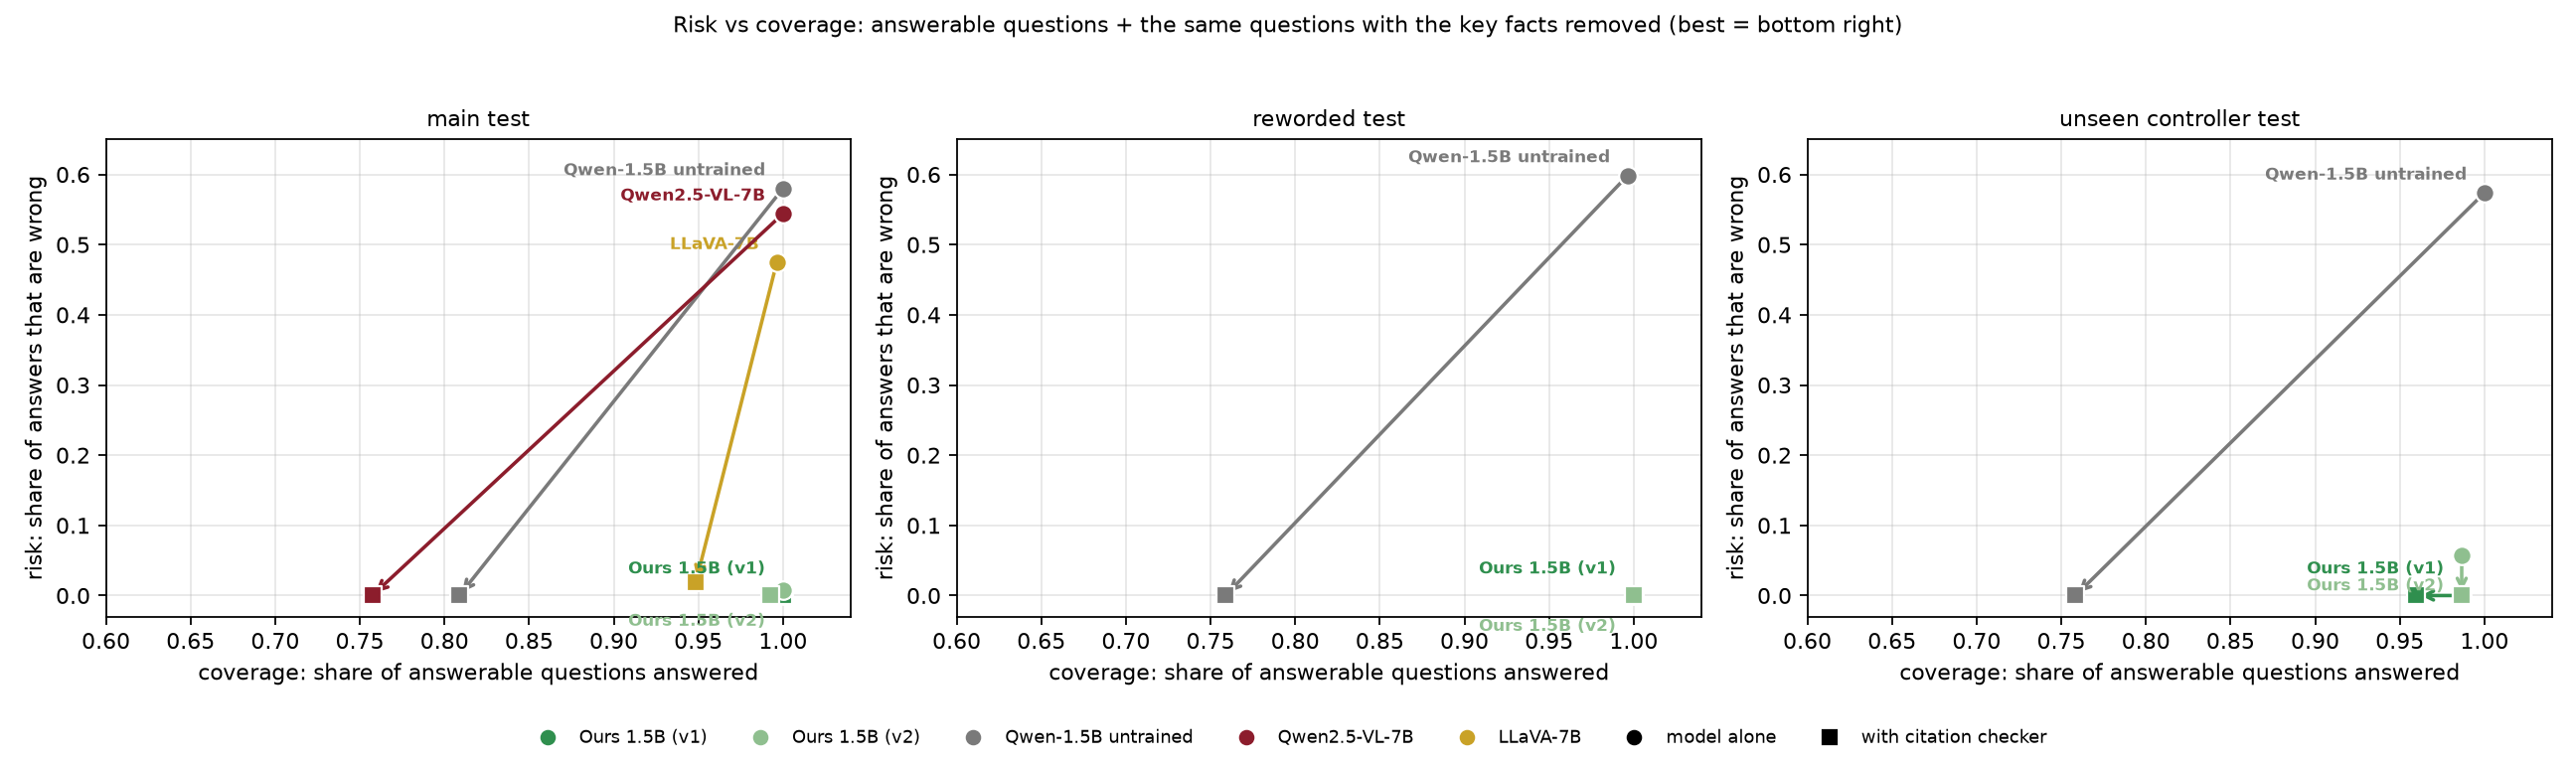 Risk vs coverage: answerable questions + the same questions with the key facts removed (best = bottom right)
main test
risk: share of answers that are wrong
0.6
0.5
0.4
0.3
0.2
0.1
0.0
Qwen-1.5B untrained
Qwen2.5-VL-7B
LLaVA-7B
Ours 1.5B (v1)
Ours 1.5B (v2)
0.60 0.65 0.70 0.75 0.80 0.85 0.90 0.95 1.00
coverage: share of answerable questions answered
reworded test
risk: share of answers that are wrong
0.6
0.5
0.4
0.3
0.2
0.1
0.0
Qwen-1.5B untrained
Ours 1.5B (v1)
Ours 1.5B (v2)
0.60 0.65 0.70 0.75 0.80 0.85 0.90 0.95 1.00
coverage: share of answerable questions answered
unseen controller test
risk: share of answers that are wrong
0.6
0.5
0.4
0.3
0.2
0.1
0.0
Qwen-1.5B untrained
Ours 1.5B (v1)
Ours 1.5B (v2)
0.60 0.65 0.70 0.75 0.80 0.85 0.90 0.95 1.00
coverage: share of answerable questions answered
Ours 1.5B (v1) Ours 1.5B (v2) Qwen-1.5B untrained Qwen2.5-VL-7B LLaVA-7B model alone with citation checker